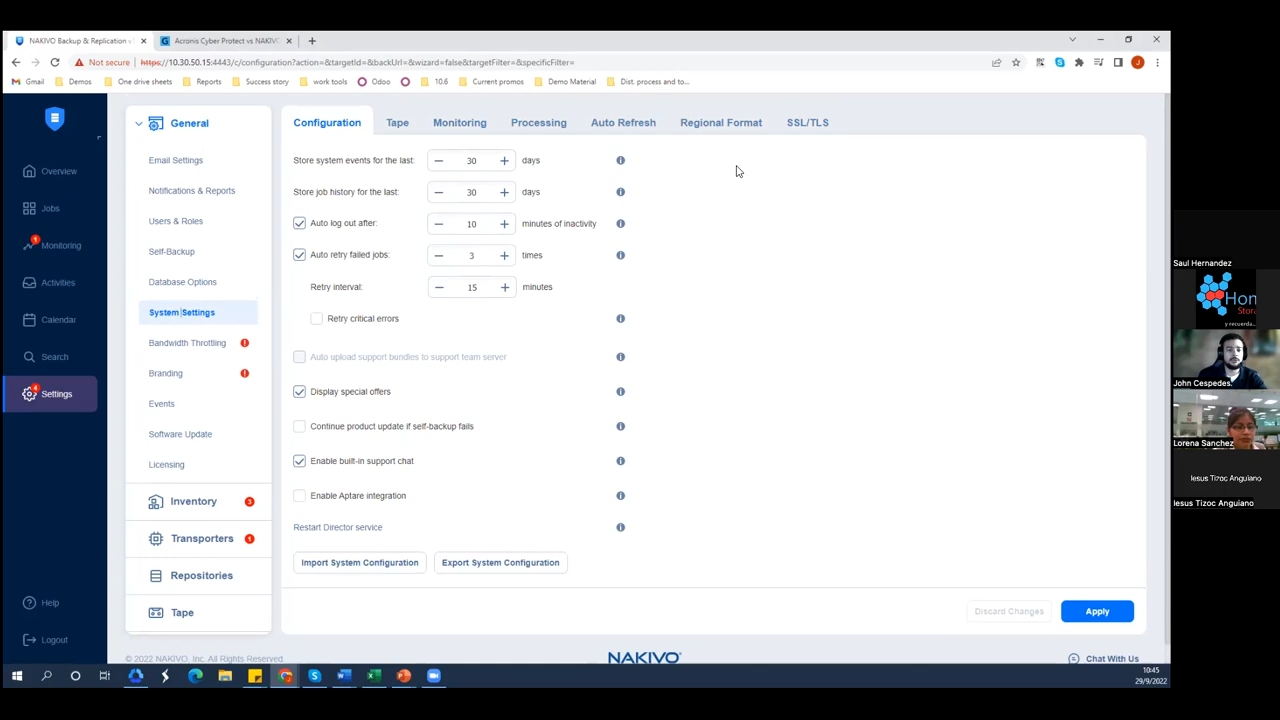 NAKIVO Backup & Replication v
Acronis Cyber Protect vs NAKIVO
Not secure https://10.30.50.15:4443/c/configuration?action=&targetId=&backUrl=&wizard=false&targetFilter=&specificFilter=
J
Gmail Demos One drive sheets Reports Success story work tools Odoo 10.6 Current promos Demo Material Dist. process and to...
Overview
Jobs
1
Monitoring
Activities
Calendar
Search
4
Settings
Help
Logout
General
Email Settings
Notifications & Reports
Users & Roles
Self-Backup
Database Options
System Settings
Bandwidth Throttling
Branding
Events
Software Update
Licensing
Inventory 3
Transporters 1
Repositories
Tape
Configuration Tape Monitoring Processing Auto Refresh Regional Format SSL/TLS
Store system events for the last: 30 days
Store job history for the last: 30 days
Auto log out after: 10 minutes of inactivity
Auto retry failed jobs: 3 times
Retry interval: 15 minutes
Retry critical errors
Auto upload support bundles to support team server
Display special offers
Continue product update if self-backup fails
Enable built-in support chat
Enable Aptare integration
Restart Director service
Import System Configuration Export System Configuration
Discard Changes Apply
© 2022 NAKIVO, Inc. All Rights Reserved.
NAKIVO
Chat With Us
10:45
29/9/2022
Saul Hernandez
Hon
Stora
y recuerda...
John Cespedes
Lorena Sanchez
Iesus Tizoc Anguiano
Iesus Tizoc Anguiano